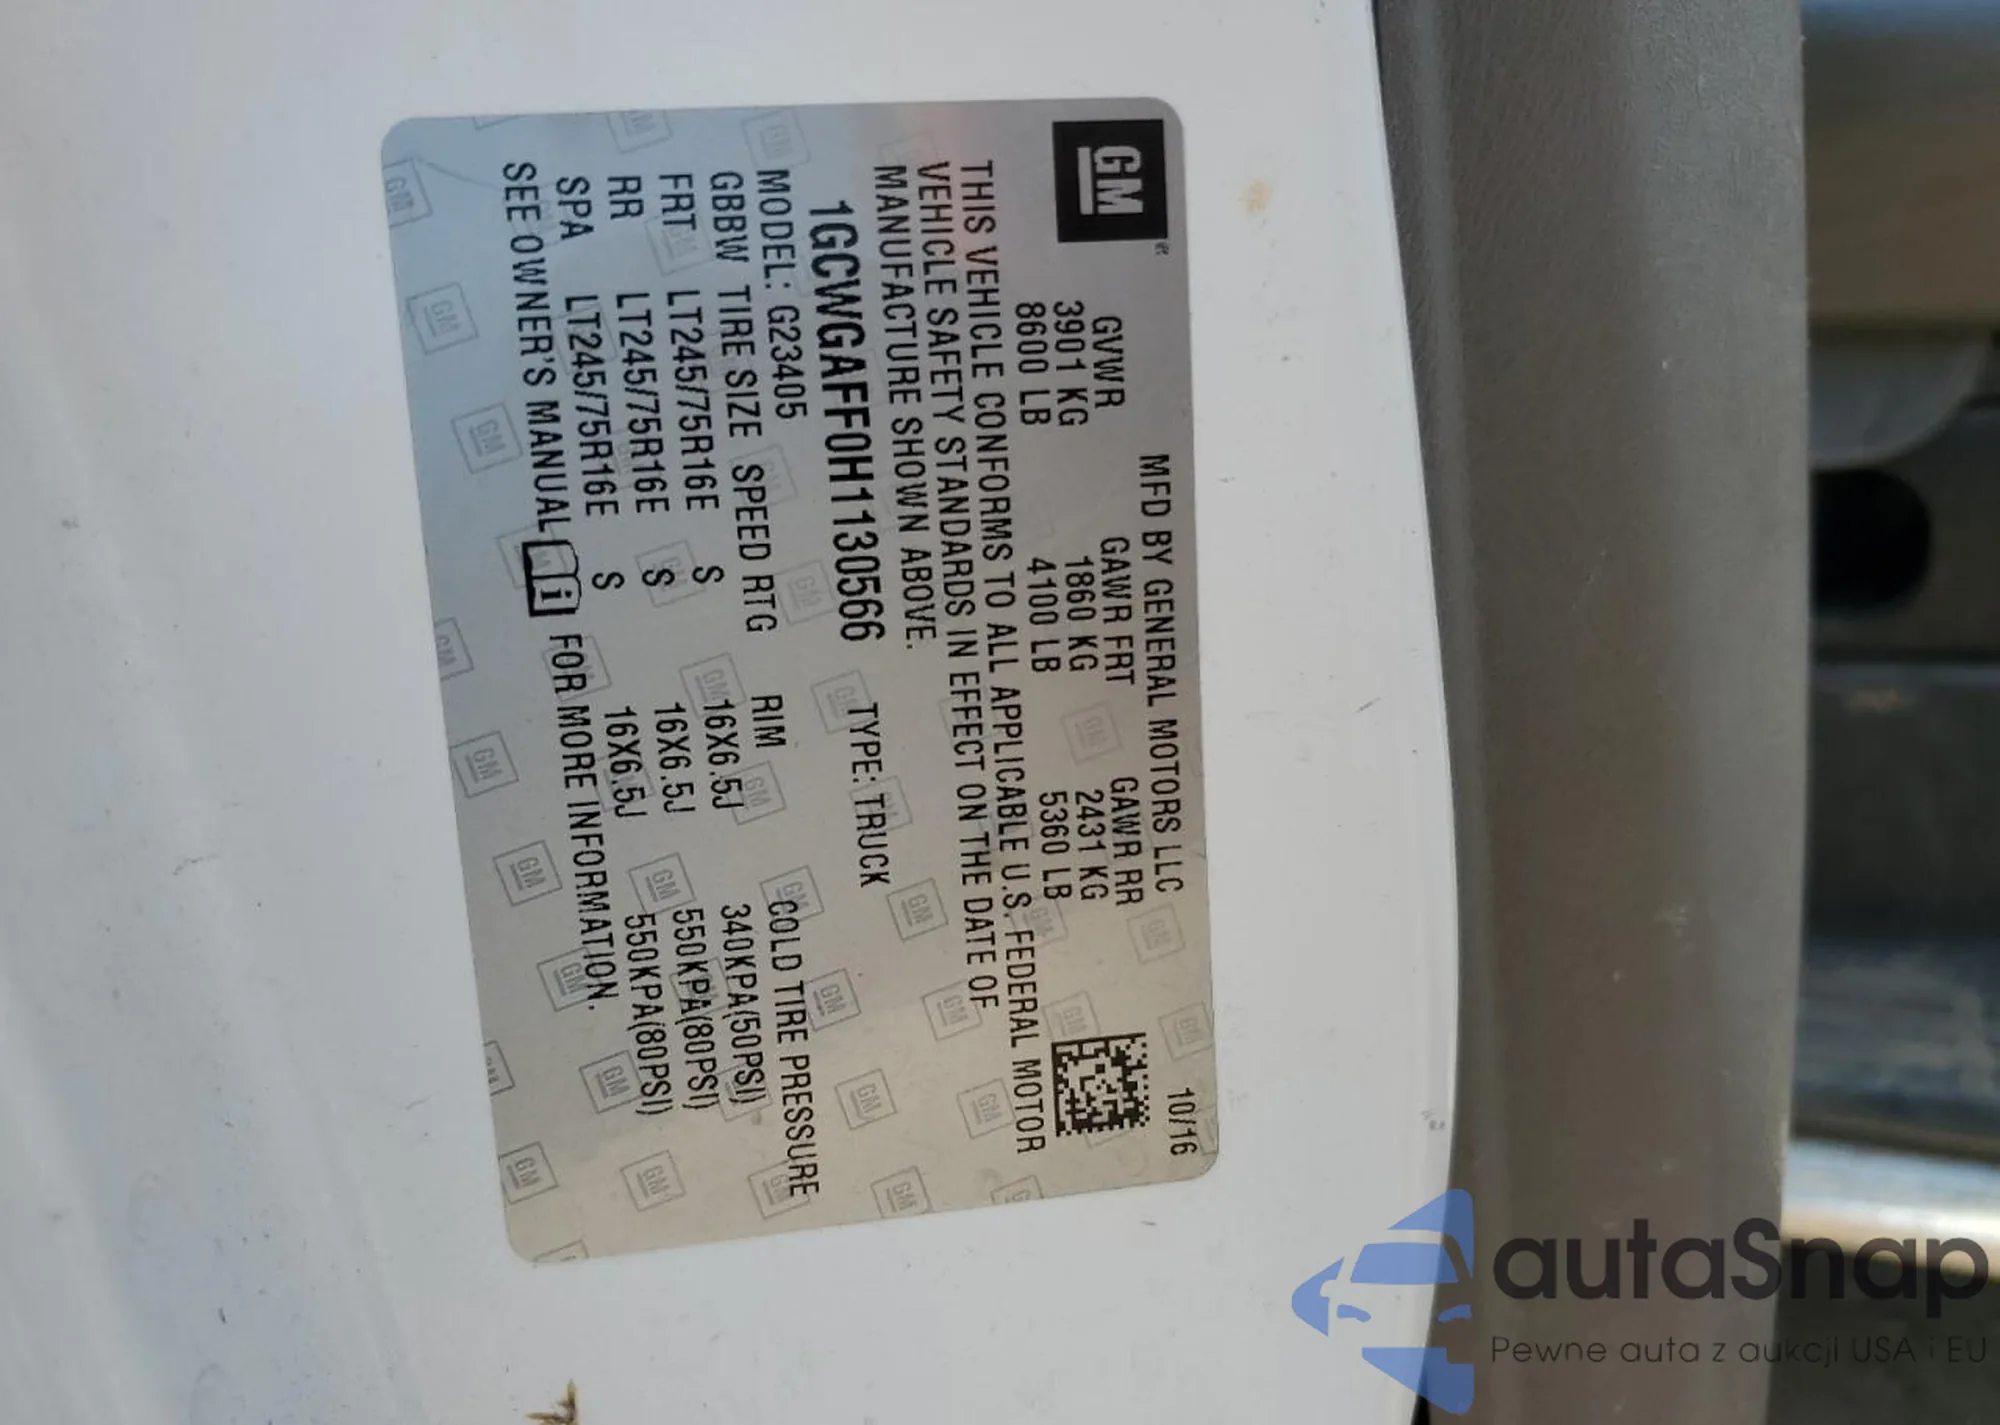 GM
MFD BY GENERAL MOTORS LLC 10/16
GVWR GAWR FRT GAWR RR
3901 KG 1860 KG 2431 KG
8600 LB 4100 LB 5360 LB
THIS VEHICLE CONFORMS TO ALL APPLICABLE U.S. FEDERAL MOTOR
VEHICLE SAFETY STANDARDS IN EFFECT ON THE DATE OF
MANUFACTURE SHOWN ABOVE.
1GCWGAFF0H1130566 TYPE: TRUCK
MODEL: G23405
GBBW TIRE SIZE SPEED RTG RIM COLD TIRE PRESSURE
FRT LT245/75R16E S 16X6.5J 340KPA(50PSI)
RR LT245/75R16E S 16X6.5J 550KPA(80PSI)
SPA LT245/75R16E S 16X6.5J 550KPA(80PSI)
SEE OWNER'S MANUAL i FOR MORE INFORMATION.
autaSnap
Pewne auta z aukcji USA i EU